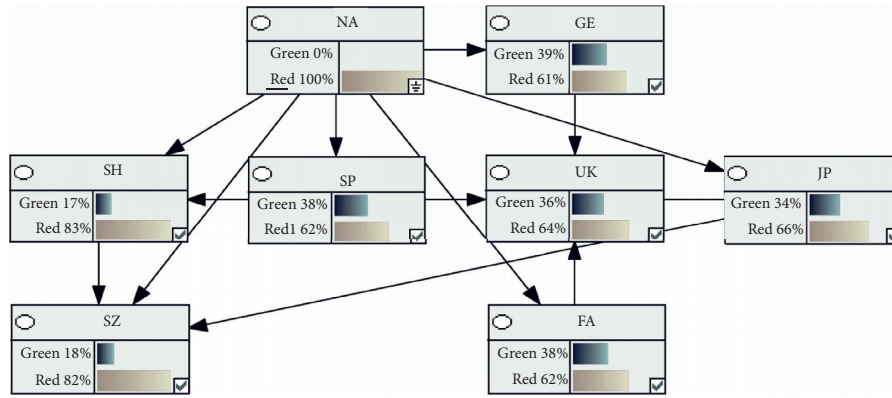 NA
Green 0%
Red 100%
GE
Green 39%
Red 61%
SH
Green 17%
Red 83%
SP
Green 38%
Red1 62%
UK
Green 36%
Red 64%
JP
Green 34%
Red 66%
SZ
Green 18%
Red 82%
FA
Green 38%
Red 62%